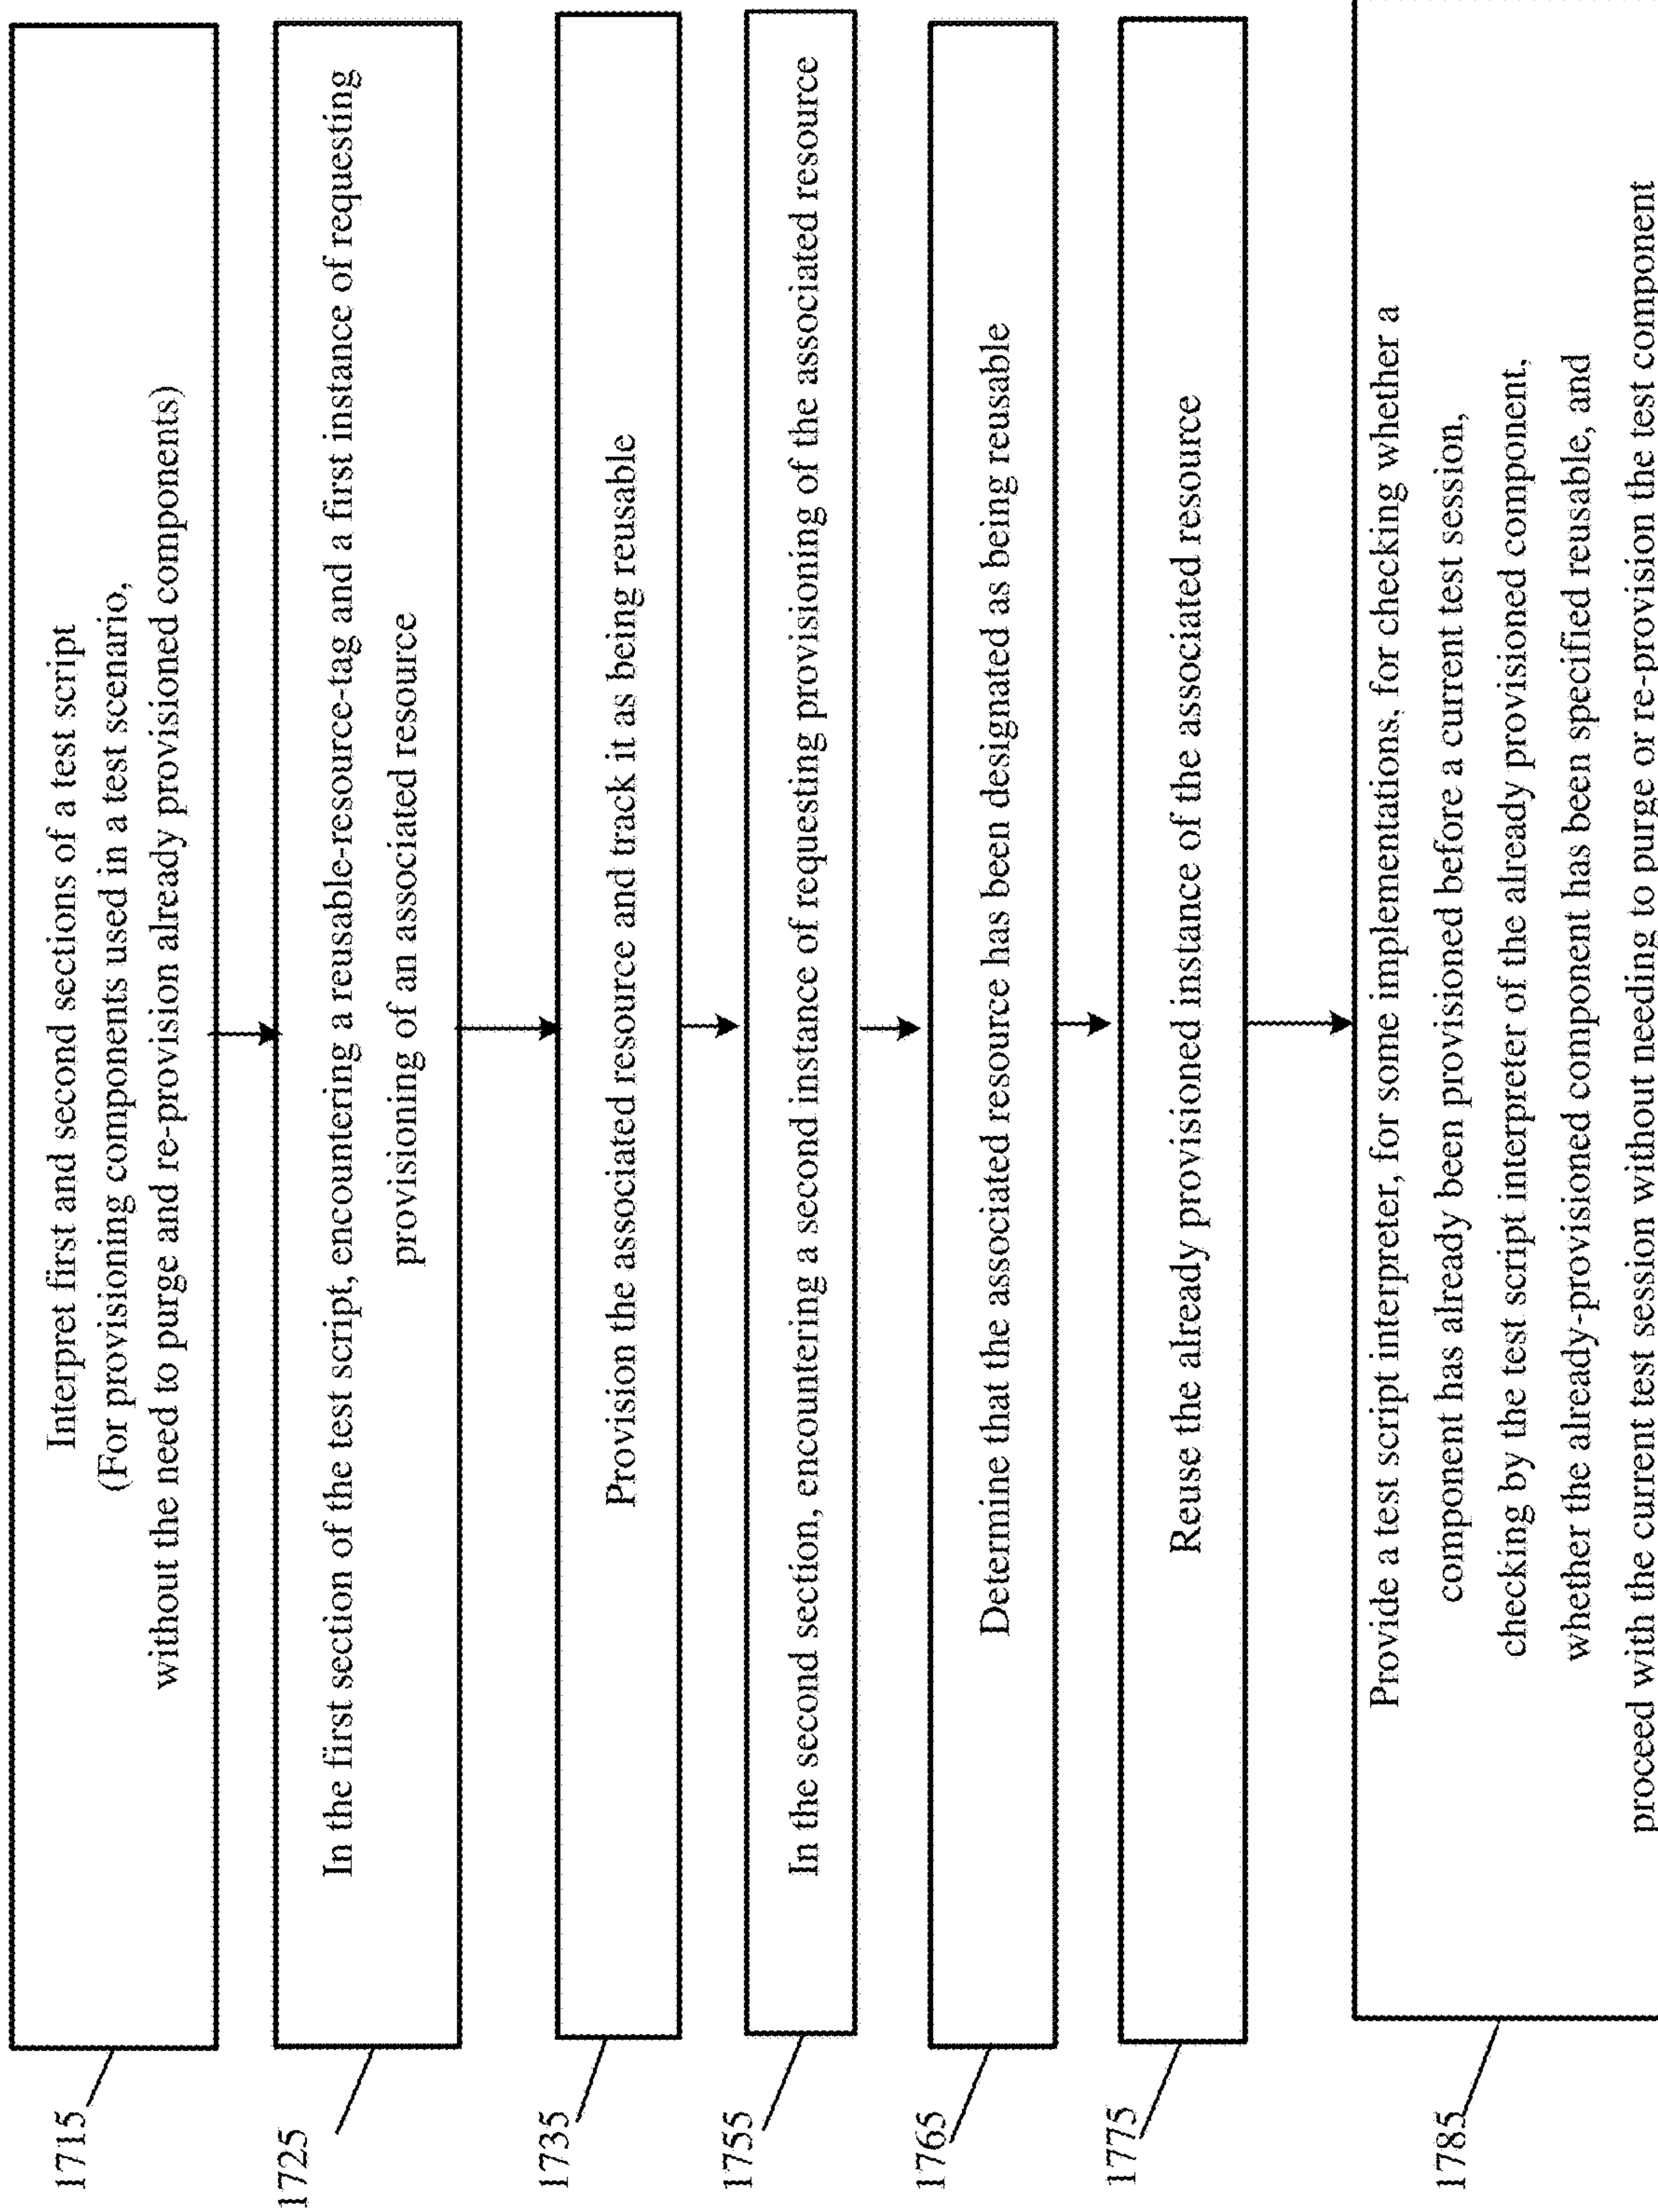 1715
Interpret first and second sections of a test script
(For provisioning components used in a test scenario,
without the need to purge and re-provision already provisioned components)
1725
In the first section of the test script, encountering a reusable-resource-tag and a first instance of requesting
provisioning of an associated resource
1735
Provision the associated resource and track it as being reusable
1755
In the second section, encountering a second instance of requesting provisioning of the associated resource
1765
Determine that the associated resource has been designated as being reusable
1775
Reuse the already provisioned instance of the associated resource
1785
Provide a test script interpreter, for some implementations, for checking whether a
component has already been provisioned before a current test session,
checking by the test script interpreter of the already provisioned component,
whether the already-provisioned component has been specified reusable, and
proceed with the current test session without needing to purge or re-provision the test component